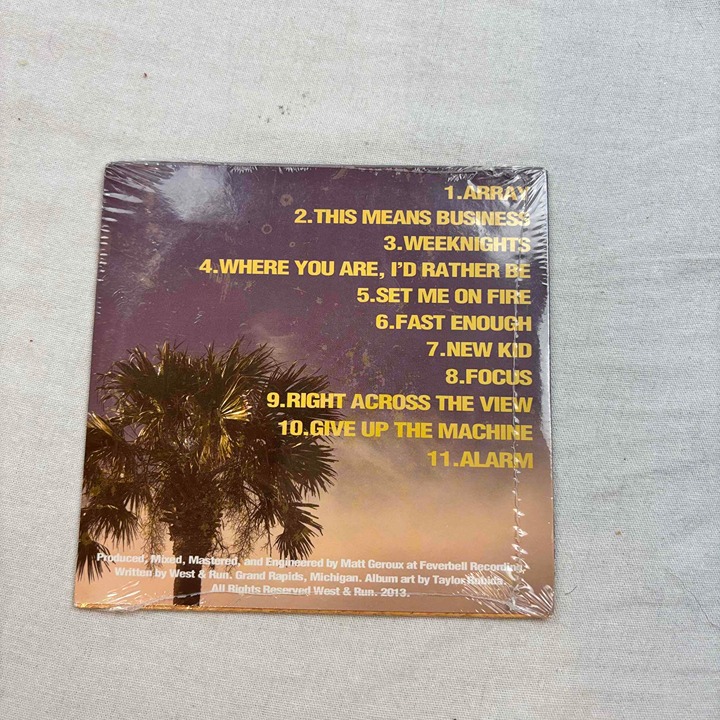 1.ARRAY
2.THIS MEANS BUSINESS
3.WEEKNIGHTS
4.WHERE YOU ARE, I'D RATHER BE
5.SET ME ON FIRE
6.FAST ENOUGH
7.NEW KID
8.FOCUS
9.RIGHT ACROSS THE VIEW
10.GIVE UP THE MACHINE
11.ALARM
Produced, Mixed, Mastered, and Engineered by Matt Geroux at Feverbell Recording.
Written by West & Run. Grand Rapids, Michigan. Album art by Taylor Rubida.
All Rights Reserved West & Run. 2013.